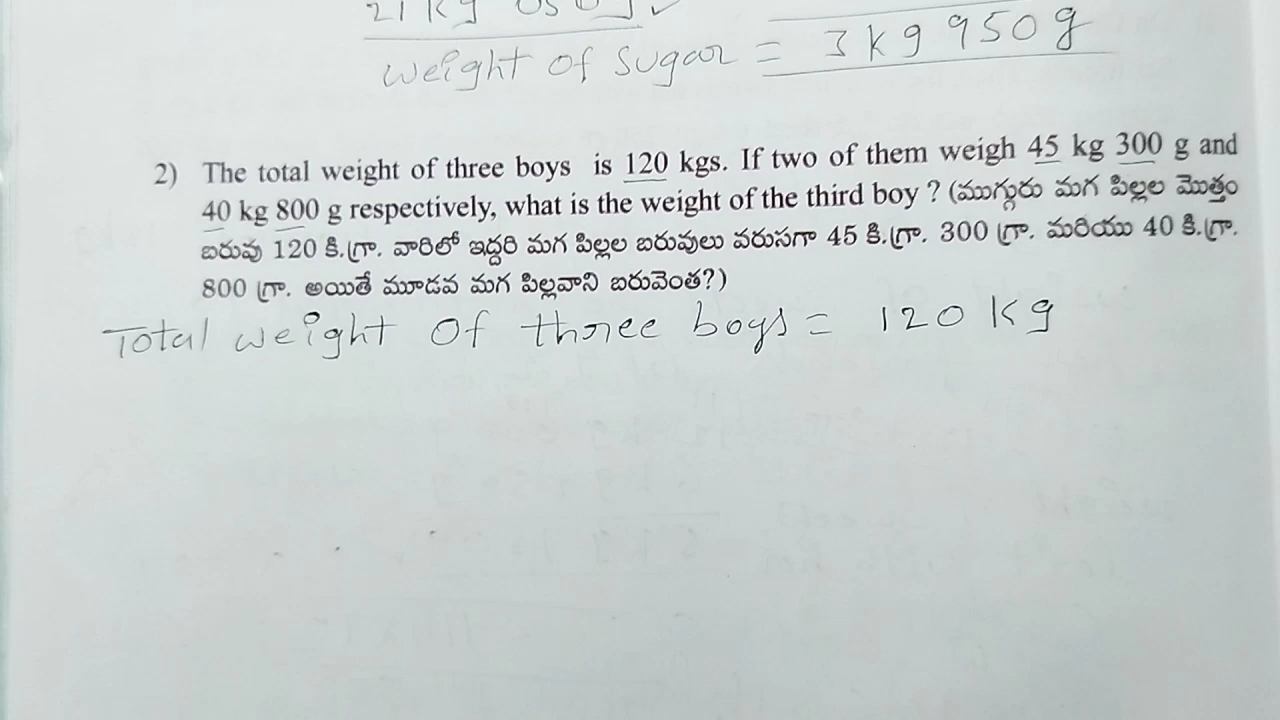 21 kg
weight of sugar = 3 kg 950 g
2) The total weight of three boys is 120 kgs. If two of them weigh 45 kg 300 g and
40 kg 800 g respectively, what is the weight of the third boy ? (ముగ్గురు మగ పిల్లల మొత్తం
బరువు 120 కి.గ్రా. వారిలో ఇద్దరి మగ పిల్లల బరువులు వరుసగా 45 కి.గ్రా. 300 గ్రా. మరియు 40 కి.గ్రా.
800 గ్రా. అయితే మూడవ మగ పిల్లవాని బరువెంత?)
Total weight of three boys = 120 kg